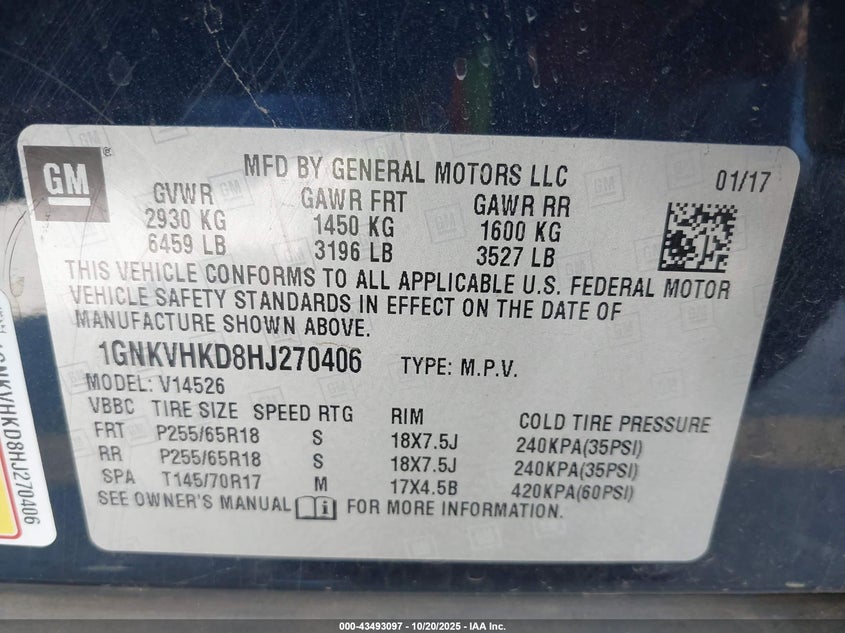 GM
MFD BY GENERAL MOTORS LLC
01/17
GVWR GAWR FRT GAWR RR
2930 KG 1450 KG 1600 KG
6459 LB 3196 LB 3527 LB
THIS VEHICLE CONFORMS TO ALL APPLICABLE U.S. FEDERAL MOTOR
VEHICLE SAFETY STANDARDS IN EFFECT ON THE DATE OF
MANUFACTURE SHOWN ABOVE.
1GNKVHKD8HJ270406 TYPE: M.P.V.
MODEL: V14526
VBBC TIRE SIZE SPEED RTG RIM COLD TIRE PRESSURE
FRT P255/65R18 S 18X7.5J 240KPA(35PSI)
RR P255/65R18 S 18X7.5J 240KPA(35PSI)
SPA T145/70R17 M 17X4.5B 420KPA(60PSI)
SEE OWNER'S MANUAL i FOR MORE INFORMATION.
1GNKVHKD8HJ270406
000-43493097 - 10/20/2025 - IAA Inc.